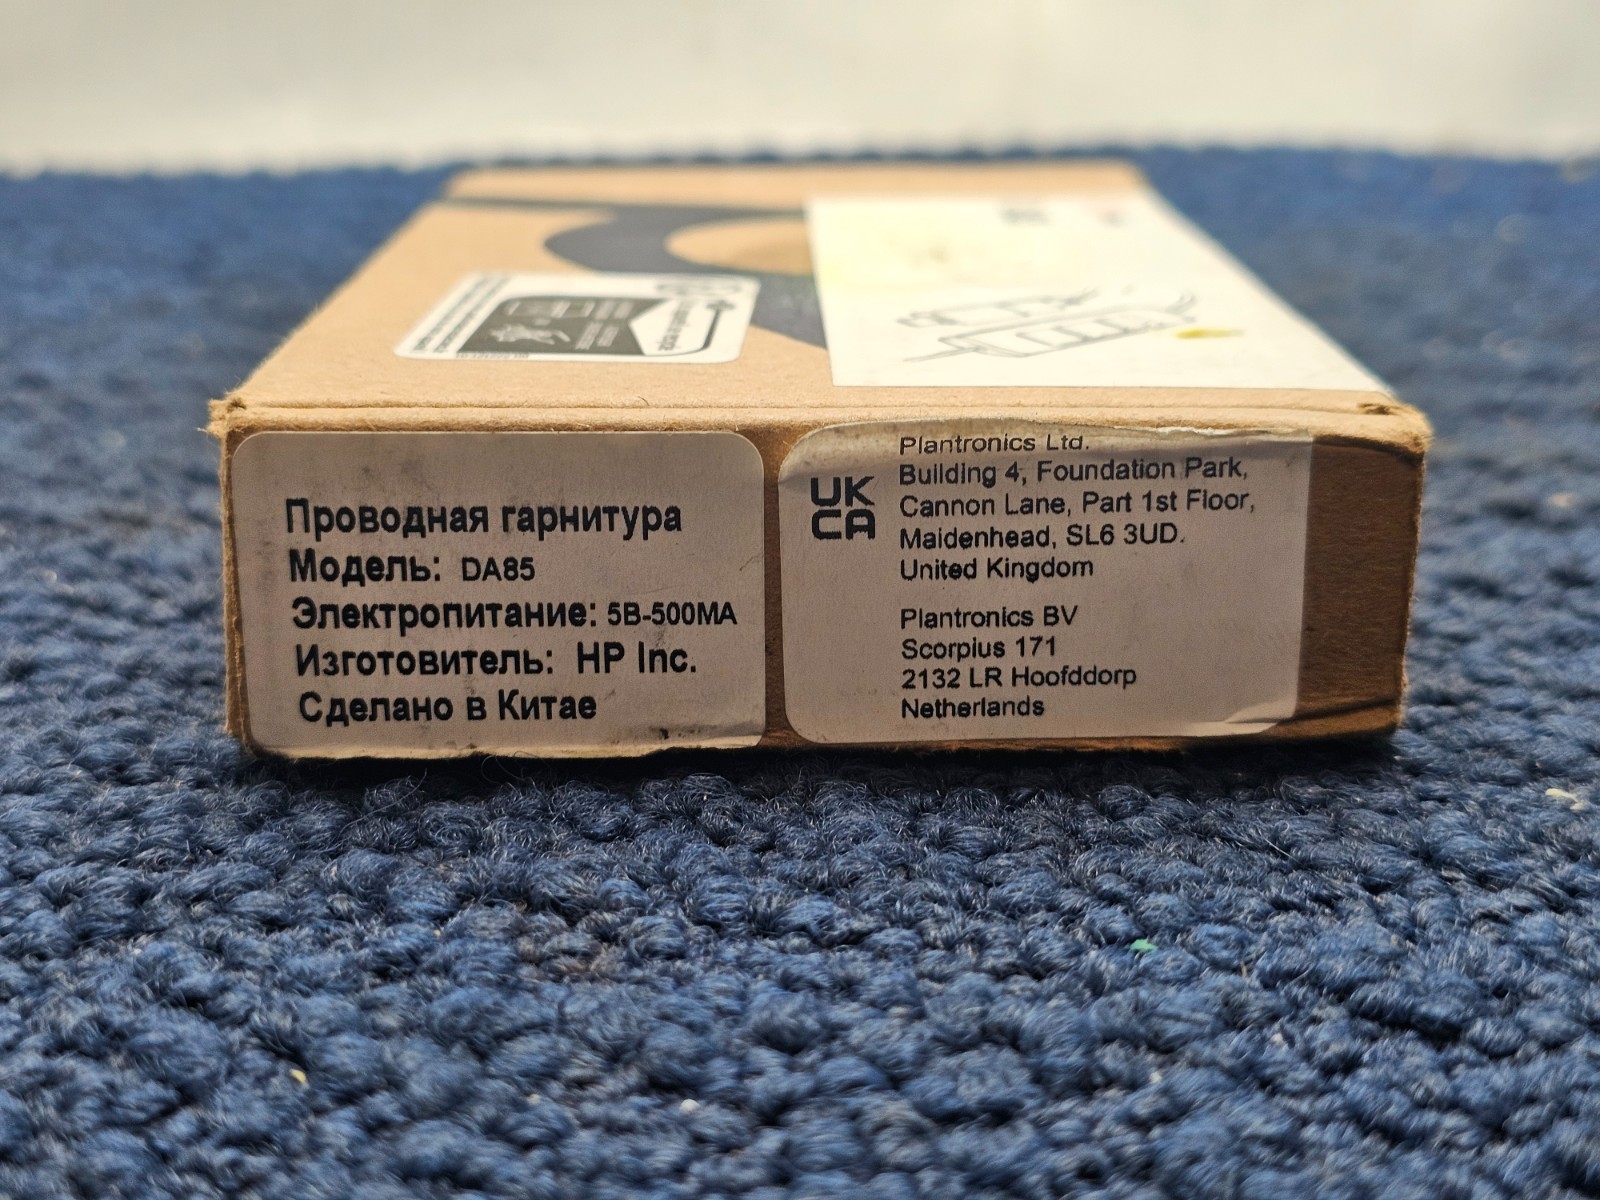 Проводная гарнитура
Модель: DA85
Электропитание: 5В-500МА
Изготовитель: HP Inc.
Сделано в Китае
UK
CA
Plantronics Ltd.
Building 4, Foundation Park,
Cannon Lane, Part 1st Floor,
Maidenhead, SL6 3UD.
United Kingdom
Plantronics BV
Scorpius 171
2132 LR Hoofddorp
Netherlands